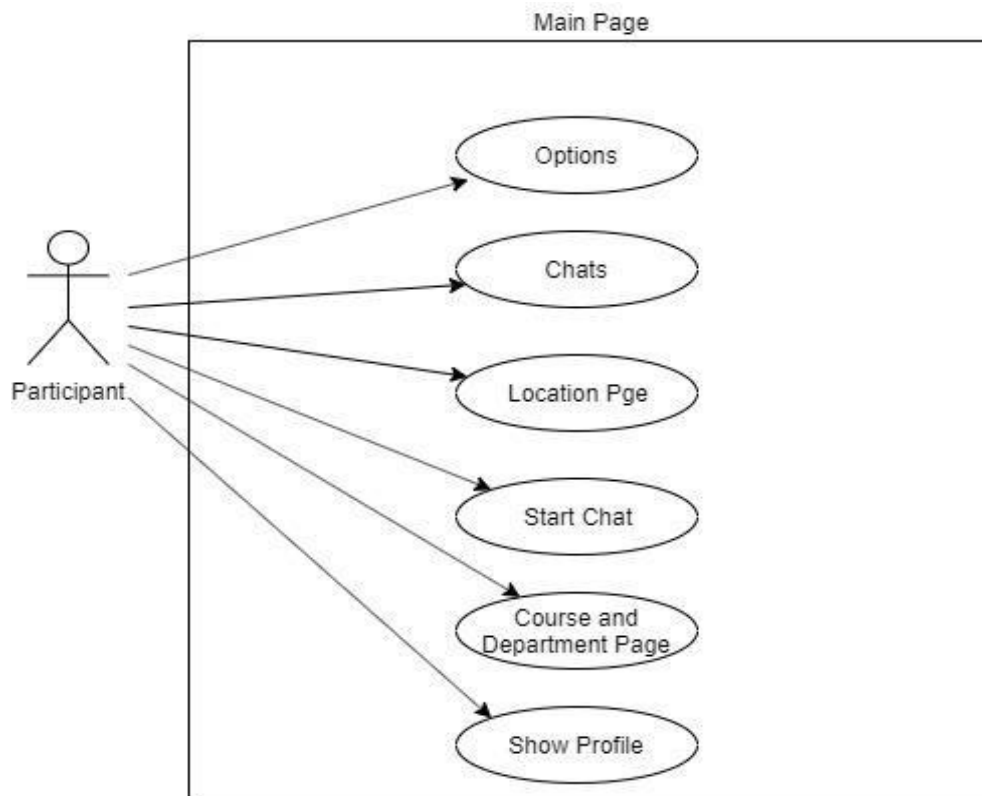 Main Page
Options
Chats
Participant
Location Pge
Start Chat
Course and
Department Page
Show Profile